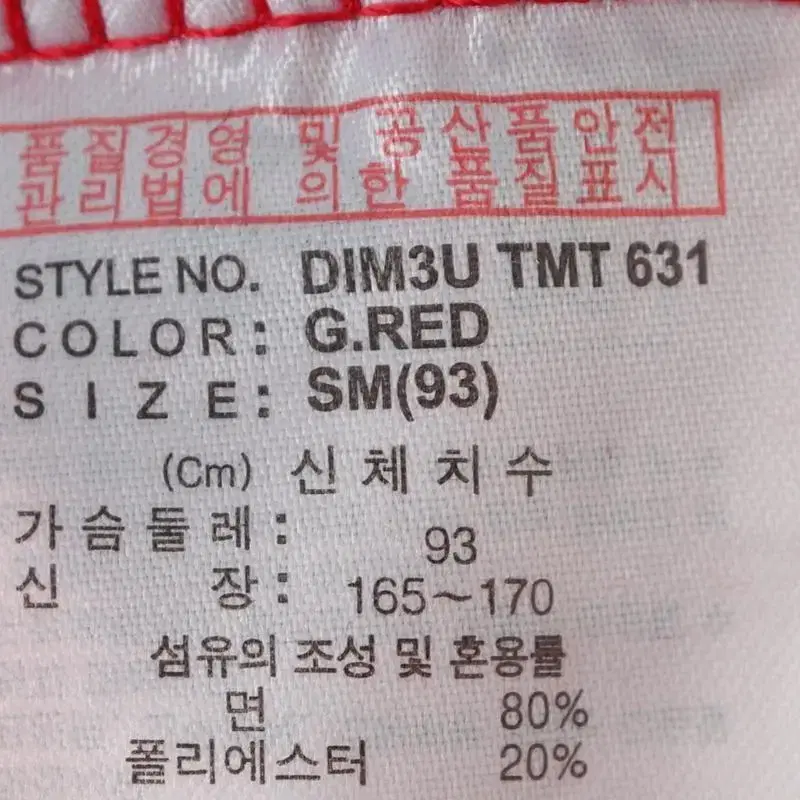 품질경영 및 공산품안전
관리법에 의한 품질표시
STYLE NO. DIM3U TMT 631
COLOR: G.RED
SIZE: SM(93)
(Cm) 신체치수
가슴둘레: 93
신장: 165~170
섬유의 조성 및 혼용률
면 80%
폴리에스터 20%